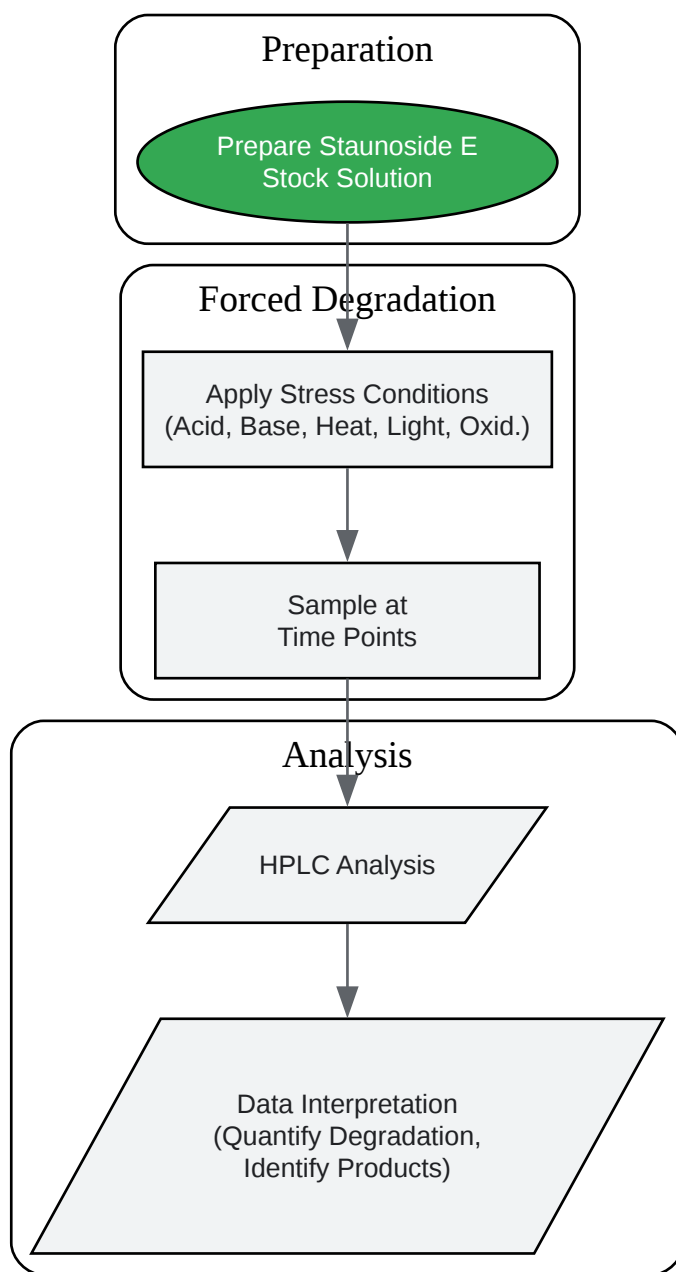 Preparation
Prepare Staunoside E
Stock Solution
Forced Degradation
Apply Stress Conditions
(Acid, Base, Heat, Light, Oxid.)
Sample at
Time Points
Analysis
HPLC Analysis
Data Interpretation
(Quantify Degradation,
Identify Products)